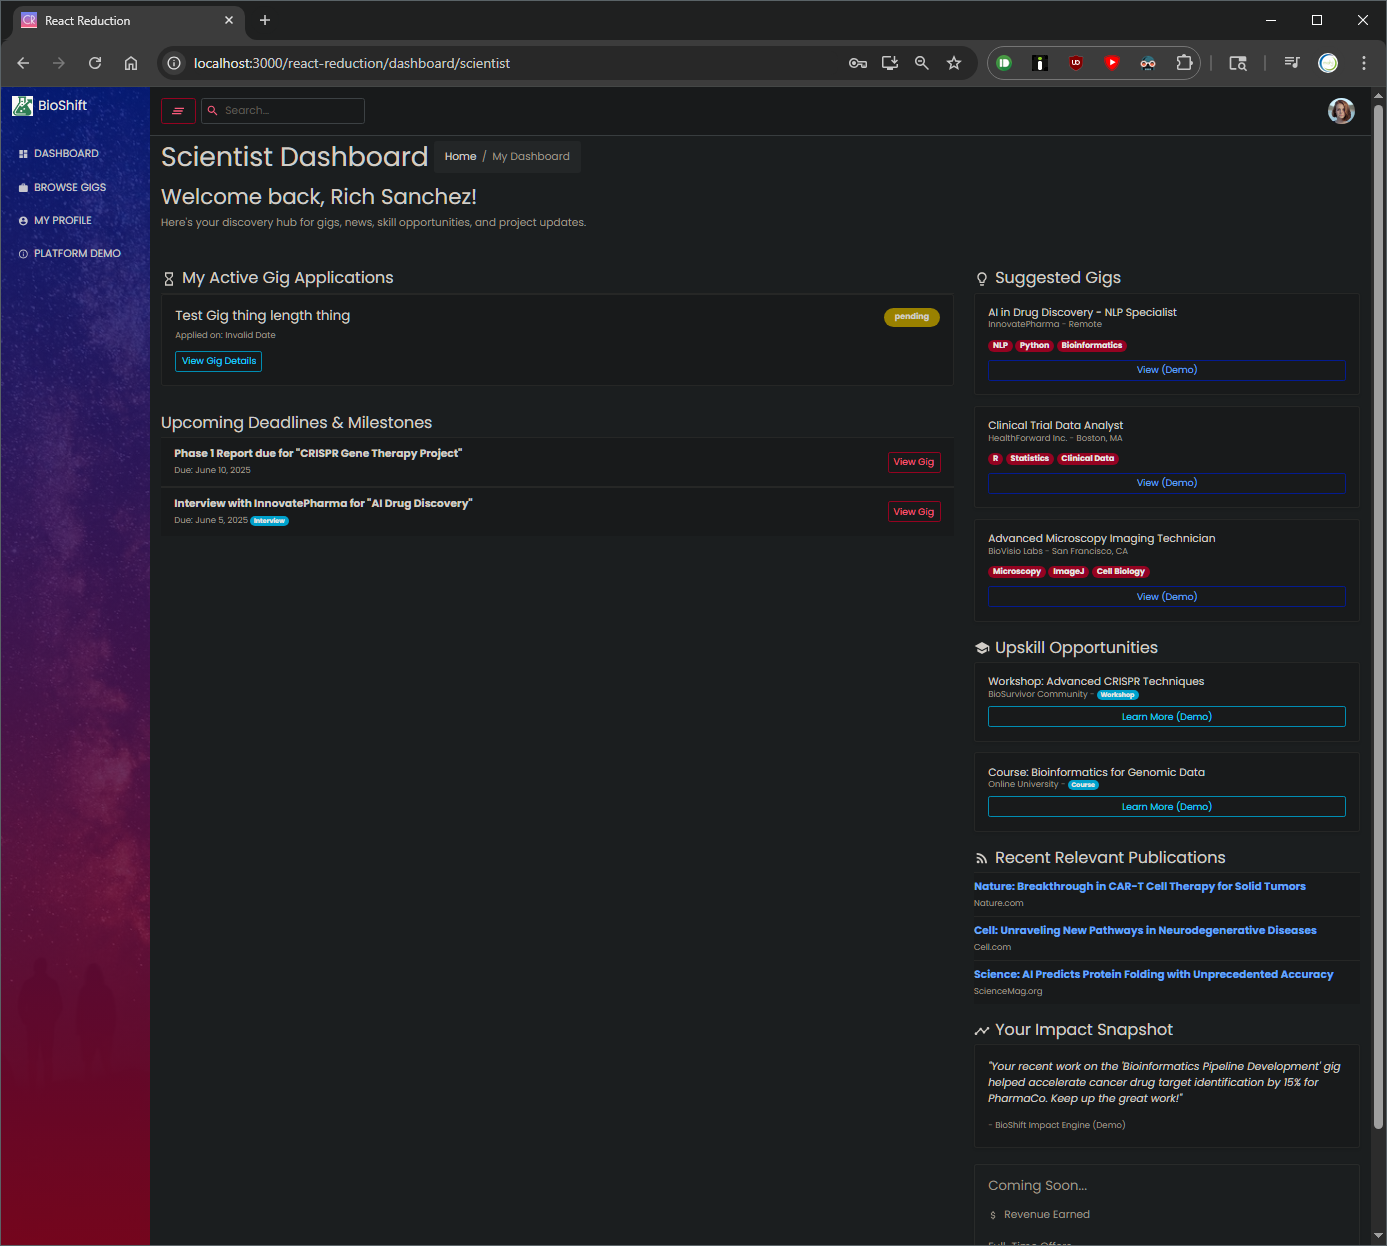 React Reduction
localhost:3000/react-reduction/dashboard/scientist
BioShift
Search...
DASHBOARD
BROWSE GIGS
MY PROFILE
PLATFORM DEMO
Scientist Dashboard
Home / My Dashboard
Welcome back, Rich Sanchez!
Here's your discovery hub for gigs, news, skill opportunities, and project updates.
My Active Gig Applications
Test Gig thing length thing
pending
Applied on: Invalid Date
View Gig Details
Upcoming Deadlines & Milestones
Phase 1 Report due for "CRISPR Gene Therapy Project"
Due: June 10, 2025
View Gig
Interview with InnovatePharma for "AI Drug Discovery"
Due: June 5, 2025 Interview
View Gig
Suggested Gigs
AI in Drug Discovery - NLP Specialist
InnovatePharma - Remote
NLP Python Bioinformatics
View (Demo)
Clinical Trial Data Analyst
HealthForward Inc. - Boston, MA
R Statistics Clinical Data
View (Demo)
Advanced Microscopy Imaging Technician
BioVisio Labs - San Francisco, CA
Microscopy ImageJ Cell Biology
View (Demo)
Upskill Opportunities
Workshop: Advanced CRISPR Techniques
BioSurvivor Community - Workshop
Learn More (Demo)
Course: Bioinformatics for Genomic Data
Online University - Course
Learn More (Demo)
Recent Relevant Publications
Nature: Breakthrough in CAR-T Cell Therapy for Solid Tumors
Nature.com
Cell: Unraveling New Pathways in Neurodegenerative Diseases
Cell.com
Science: AI Predicts Protein Folding with Unprecedented Accuracy
ScienceMag.org
Your Impact Snapshot
"Your recent work on the 'Bioinformatics Pipeline Development' gig
helped accelerate cancer drug target identification by 15% for
PharmaCo. Keep up the great work!"
- BioShift Impact Engine (Demo)
Coming Soon...
$ Revenue Earned
Full-Time Offers